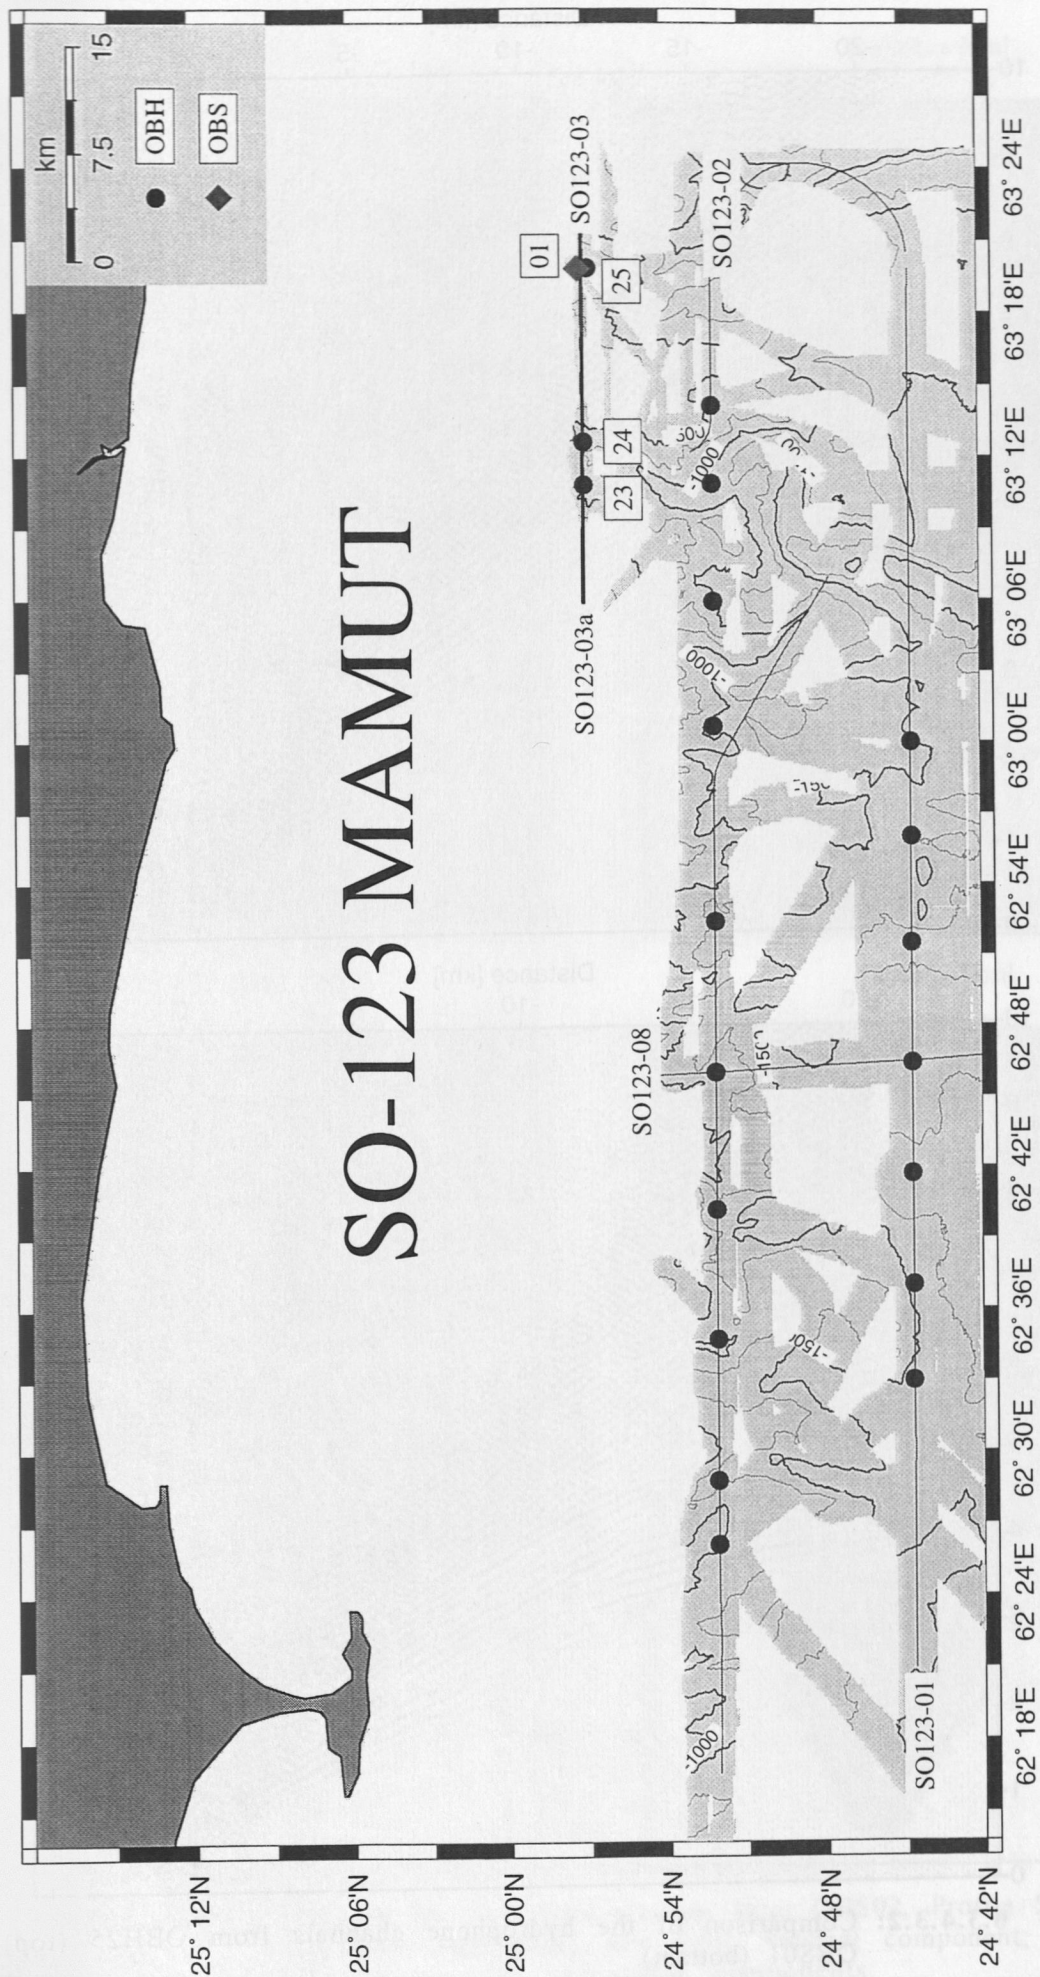 SO-123 MAMUT
km
0 7.5 15
OBH
OBS
SO123-03a
SO123-03
01
23
24
25
SO123-02
SO123-08
SO123-01
-1000
-1000
-1000
-1500
25° 12'N
25° 06'N
25° 00'N
24° 54'N
24° 48'N
24° 42'N
62° 18'E 62° 24'E 62° 30'E 62° 36'E 62° 42'E 62° 48'E 62° 54'E 63° 00'E 63° 06'E 63° 12'E 63° 18'E 63° 24'E